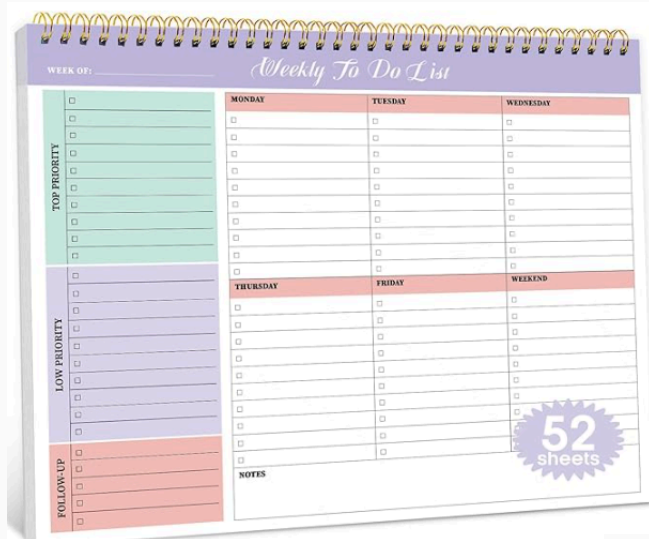 WEEK OF:
Weekly To Do List
TOP PRIORITY
LOW PRIORITY
FOLLOW-UP
MONDAY
TUESDAY
WEDNESDAY
THURSDAY
FRIDAY
WEEKEND
NOTES
52
sheets